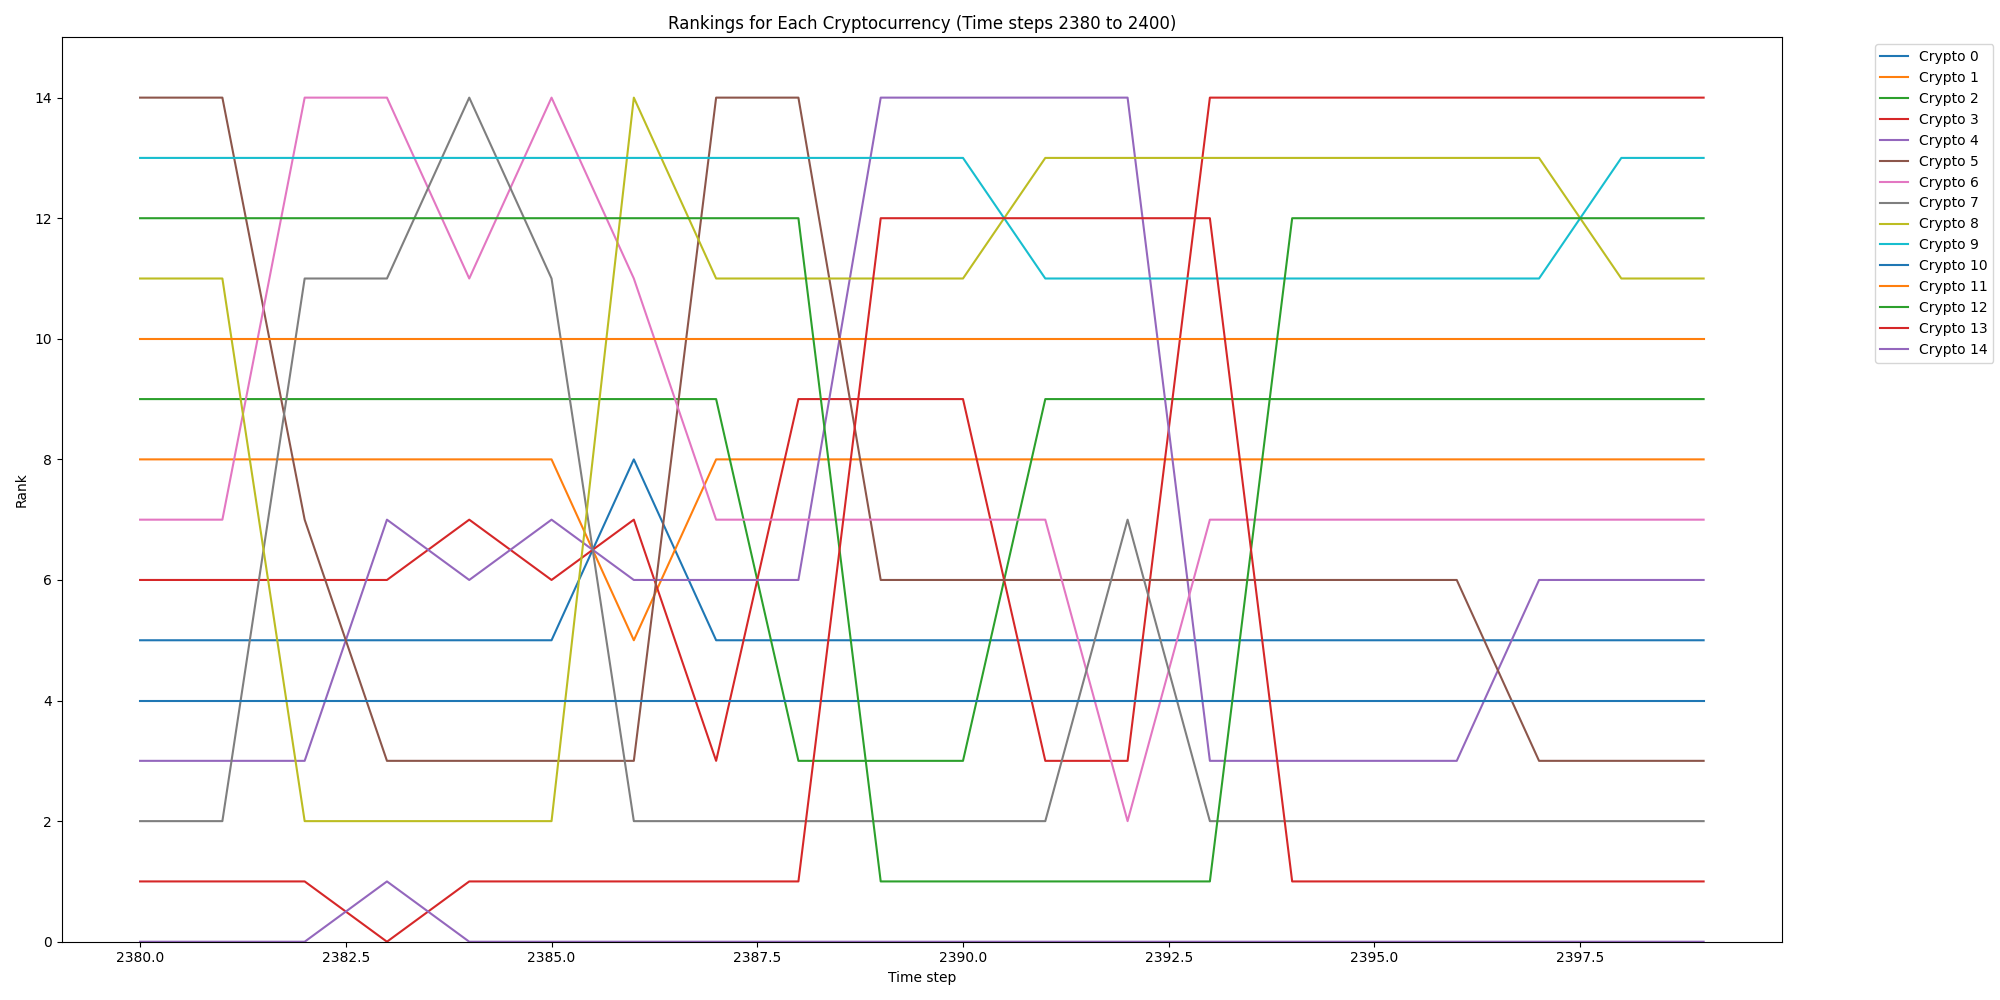 Rankings for Each Cryptocurrency (Time steps 2380 to 2400)
14
12
10
8
6
4
2
0
Rank
2380.0
2382.5
2385.0
2387.5
2390.0
2392.5
2395.0
2397.5
Time step
Crypto 0
Crypto 1
Crypto 2
Crypto 3
Crypto 4
Crypto 5
Crypto 6
Crypto 7
Crypto 8
Crypto 9
Crypto 10
Crypto 11
Crypto 12
Crypto 13
Crypto 14